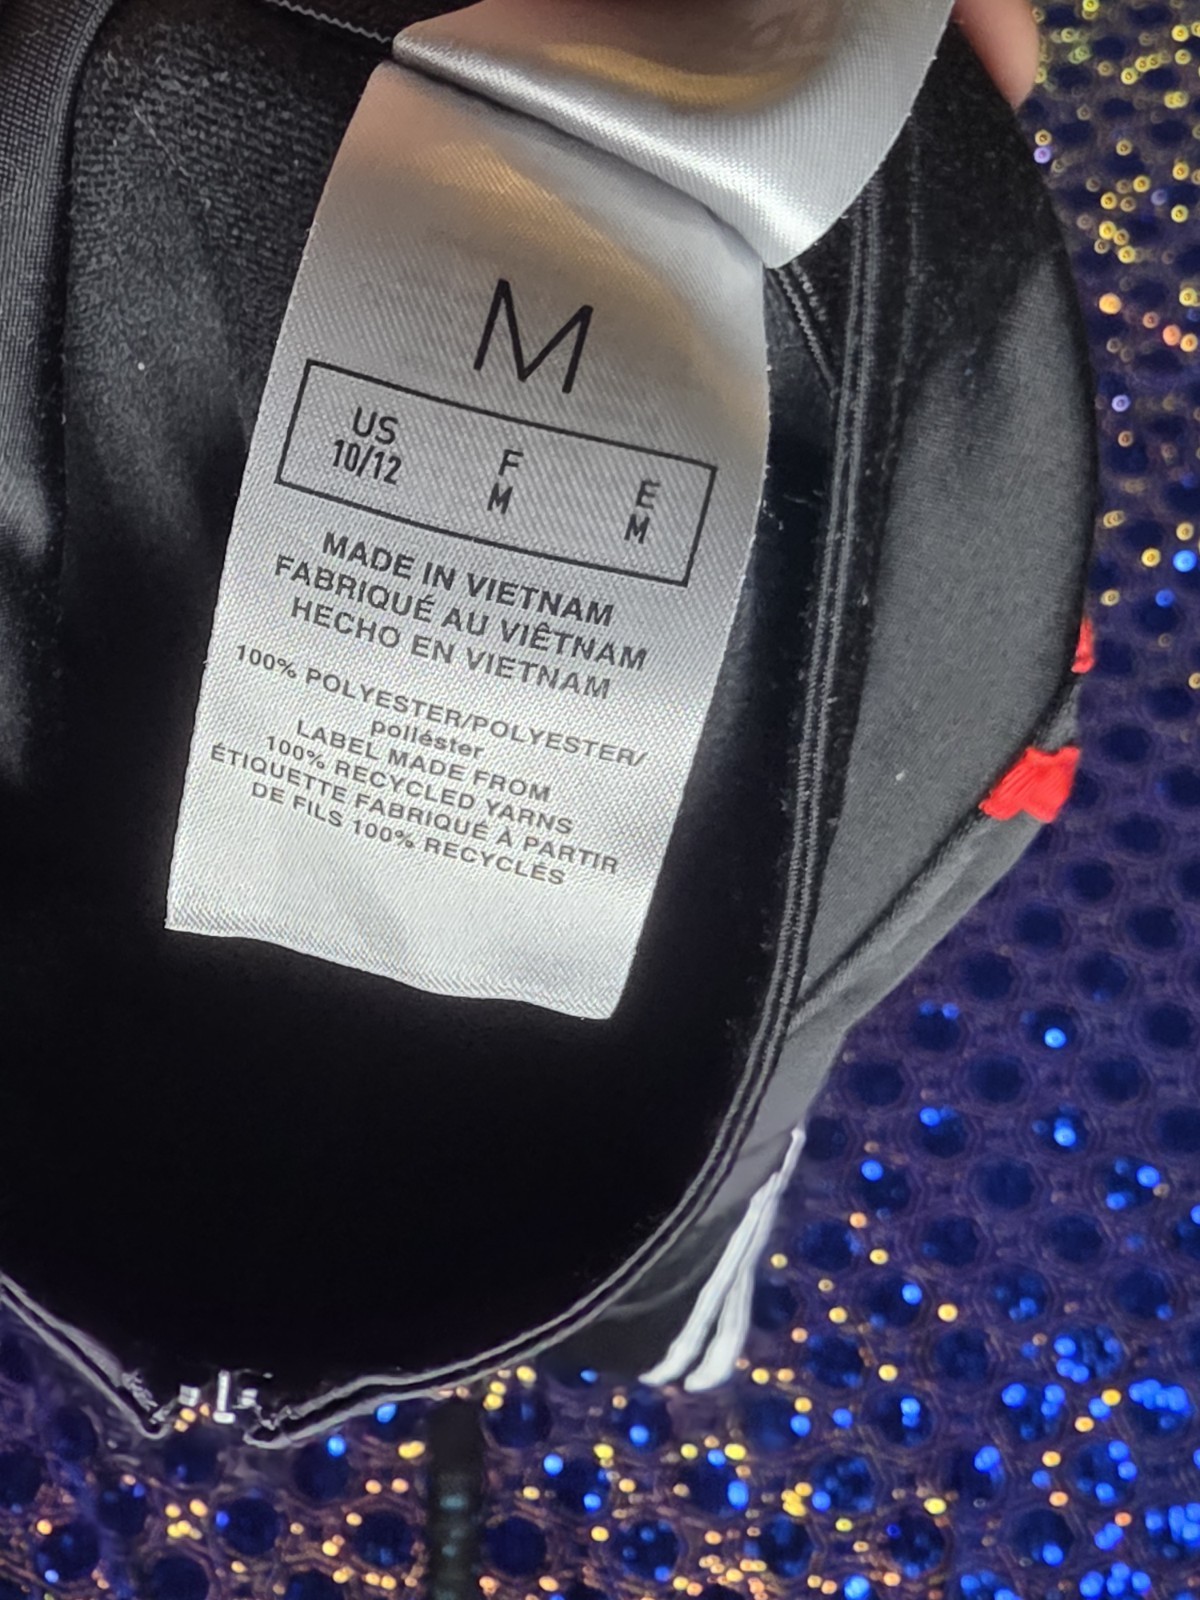 M
US F E
10/12 M M
MADE IN VIETNAM
FABRIQUÉ AU VIÊTNAM
HECHO EN VIETNAM
100% POLYESTER/POLYESTER/
poliéster
LABEL MADE FROM
100% RECYCLED YARNS
ÉTIQUETTE FABRIQUÉ À PARTIR
DE FILS 100% RECYCLÉS